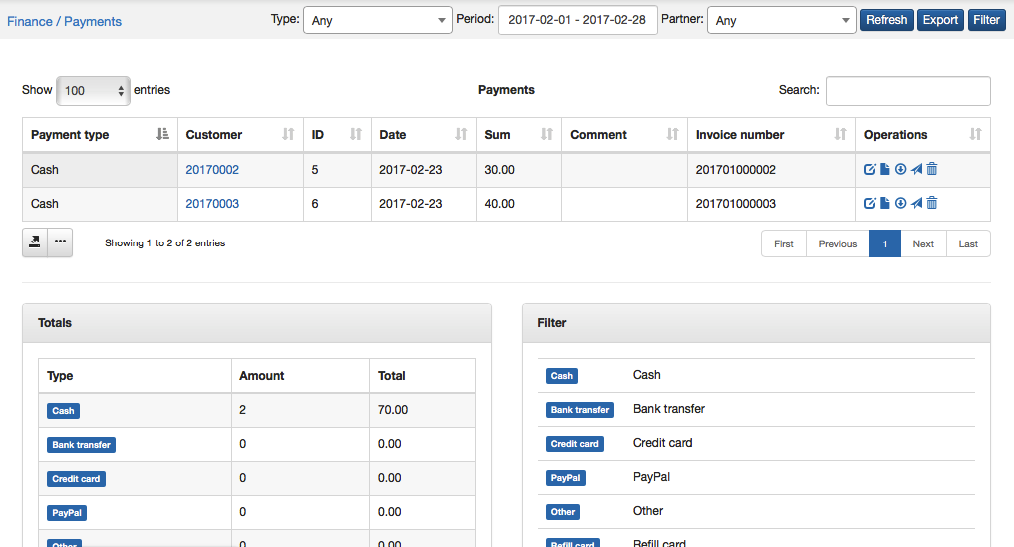 Finance / Payments Type: Any Period: 2017-02-01 - 2017-02-28 Partner: Any Refresh Export Filter
Show 100 entries Payments Search:
Payment type Customer ID Date Sum Comment Invoice number Operations
Cash 20170002 5 2017-02-23 30.00 201701000002
Cash 20170003 6 2017-02-23 40.00 201701000003
Showing 1 to 2 of 2 entries First Previous 1 Next Last
Totals
Type Amount Total
Cash 2 70.00
Bank transfer 0 0.00
Credit card 0 0.00
PayPal 0 0.00
Other 0 0.00
Filter
Cash Cash
Bank transfer Bank transfer
Credit card Credit card
PayPal PayPal
Other Other
Refill card Refill card